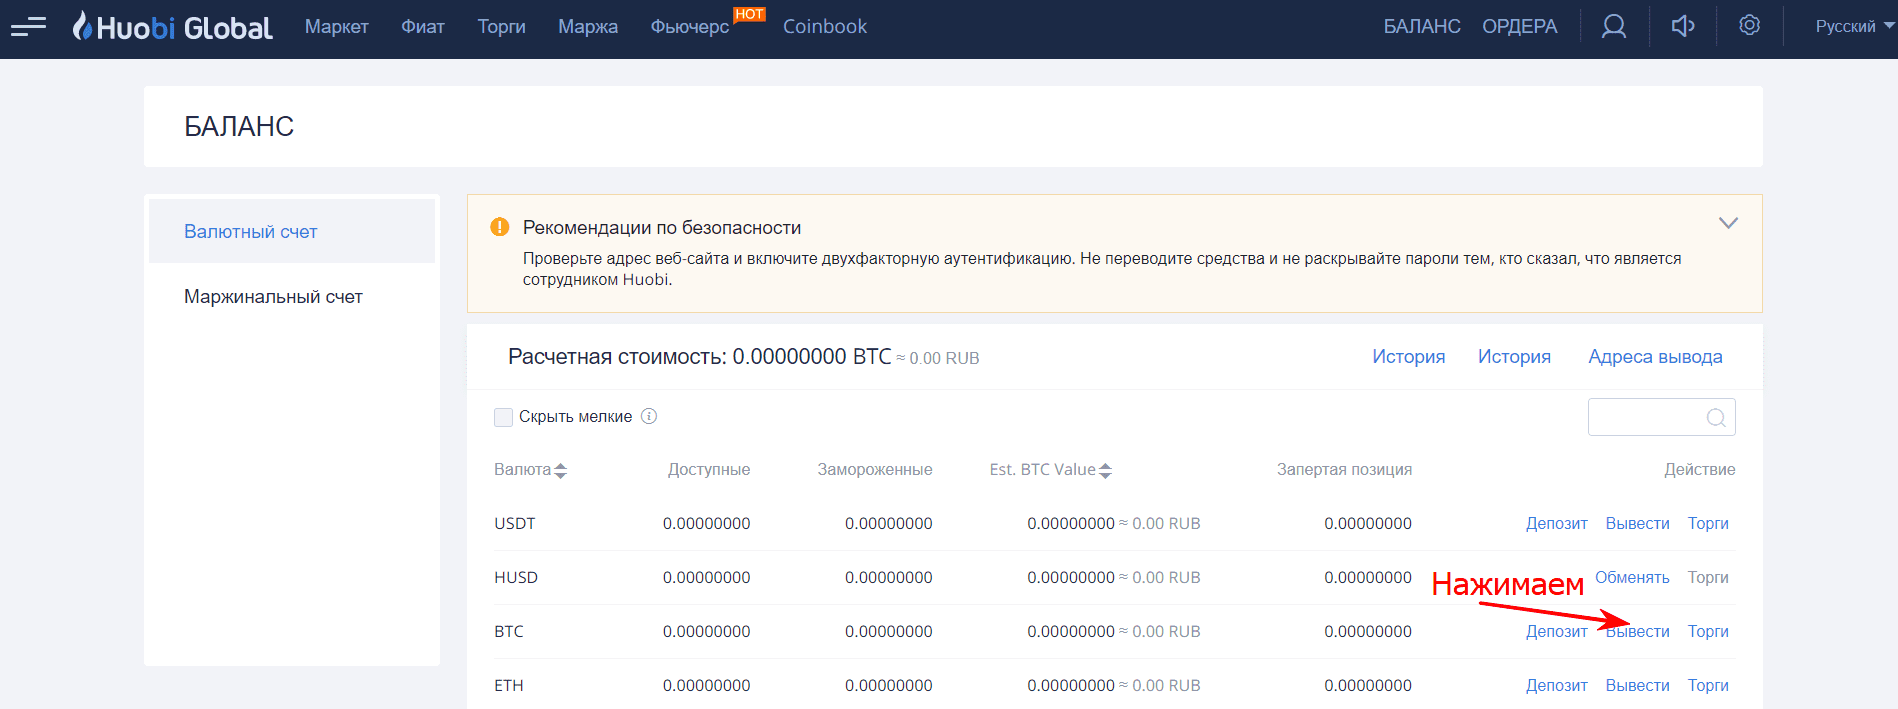 Huobi Global Маркет Фиат Торги Маржа Фьючерс HOT Coinbook БАЛАНС ОРДЕРА Русский
БАЛАНС
Валютный счет
Маржинальный счет
Рекомендации по безопасности
Проверьте адрес веб-сайта и включите двухфакторную аутентификацию. Не переводите средства и не раскрывайте пароли тем, кто сказал, что является
сотрудником Huobi.
Расчетная стоимость: 0.00000000 BTC ≈ 0.00 RUB История История Адреса вывода
Скрыть мелкие
Валюта Доступные Замороженные Est. BTC Value Запертая позиция Действие
USDT 0.00000000 0.00000000 0.00000000 ≈ 0.00 RUB 0.00000000 Депозит Вывести Торги
HUSD 0.00000000 0.00000000 0.00000000 ≈ 0.00 RUB 0.00000000 Обменять Торги
Нажимаем
BTC 0.00000000 0.00000000 0.00000000 ≈ 0.00 RUB 0.00000000 Депозит Вывести Торги
ETH 0.00000000 0.00000000 0.00000000 ≈ 0.00 RUB 0.00000000 Депозит Вывести Торги